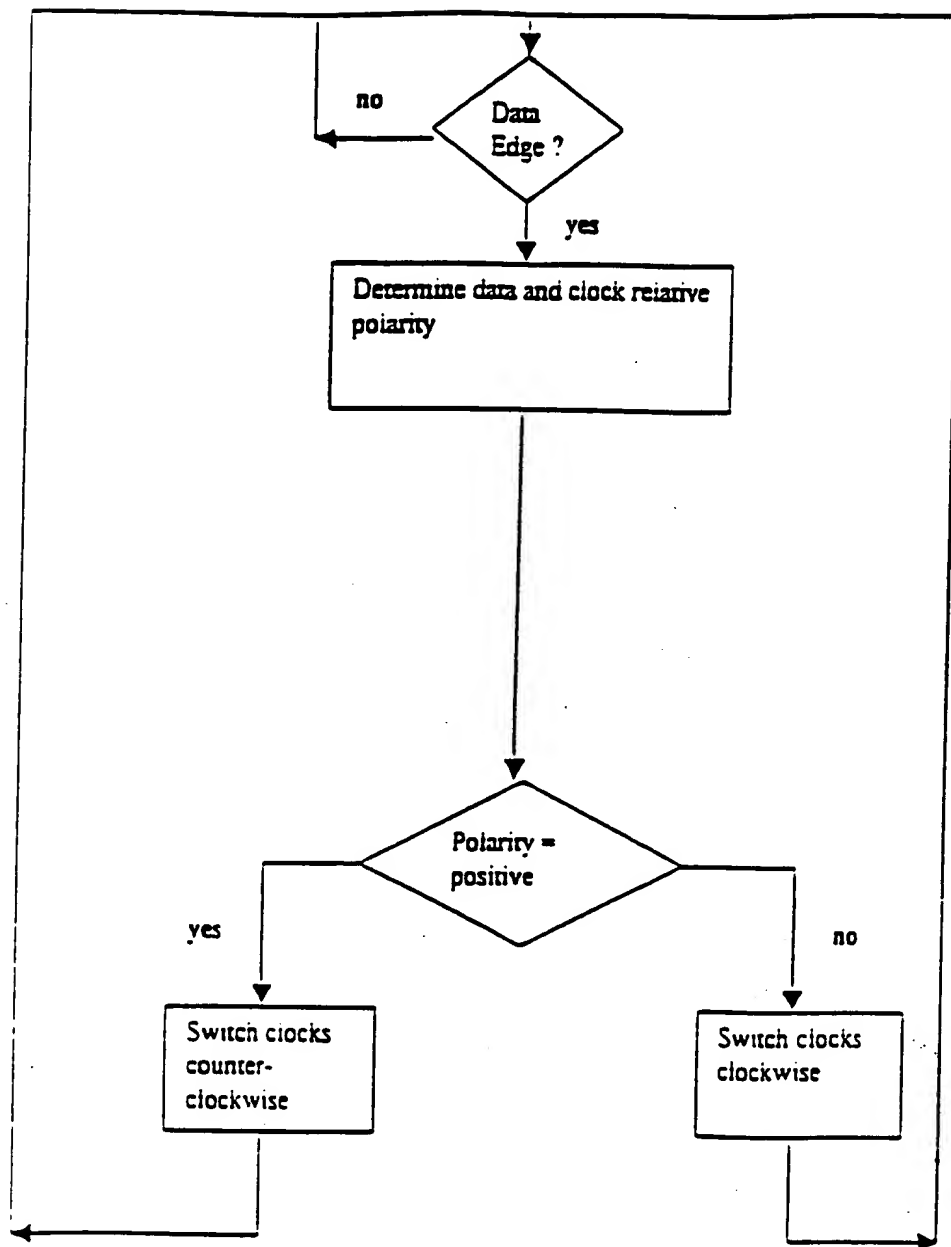 no
Data
Edge ?
yes
Determine data and clock relative
polarity
Polarity =
positive
yes
no
Switch clocks
counter-
clockwise
Switch clocks
clockwise